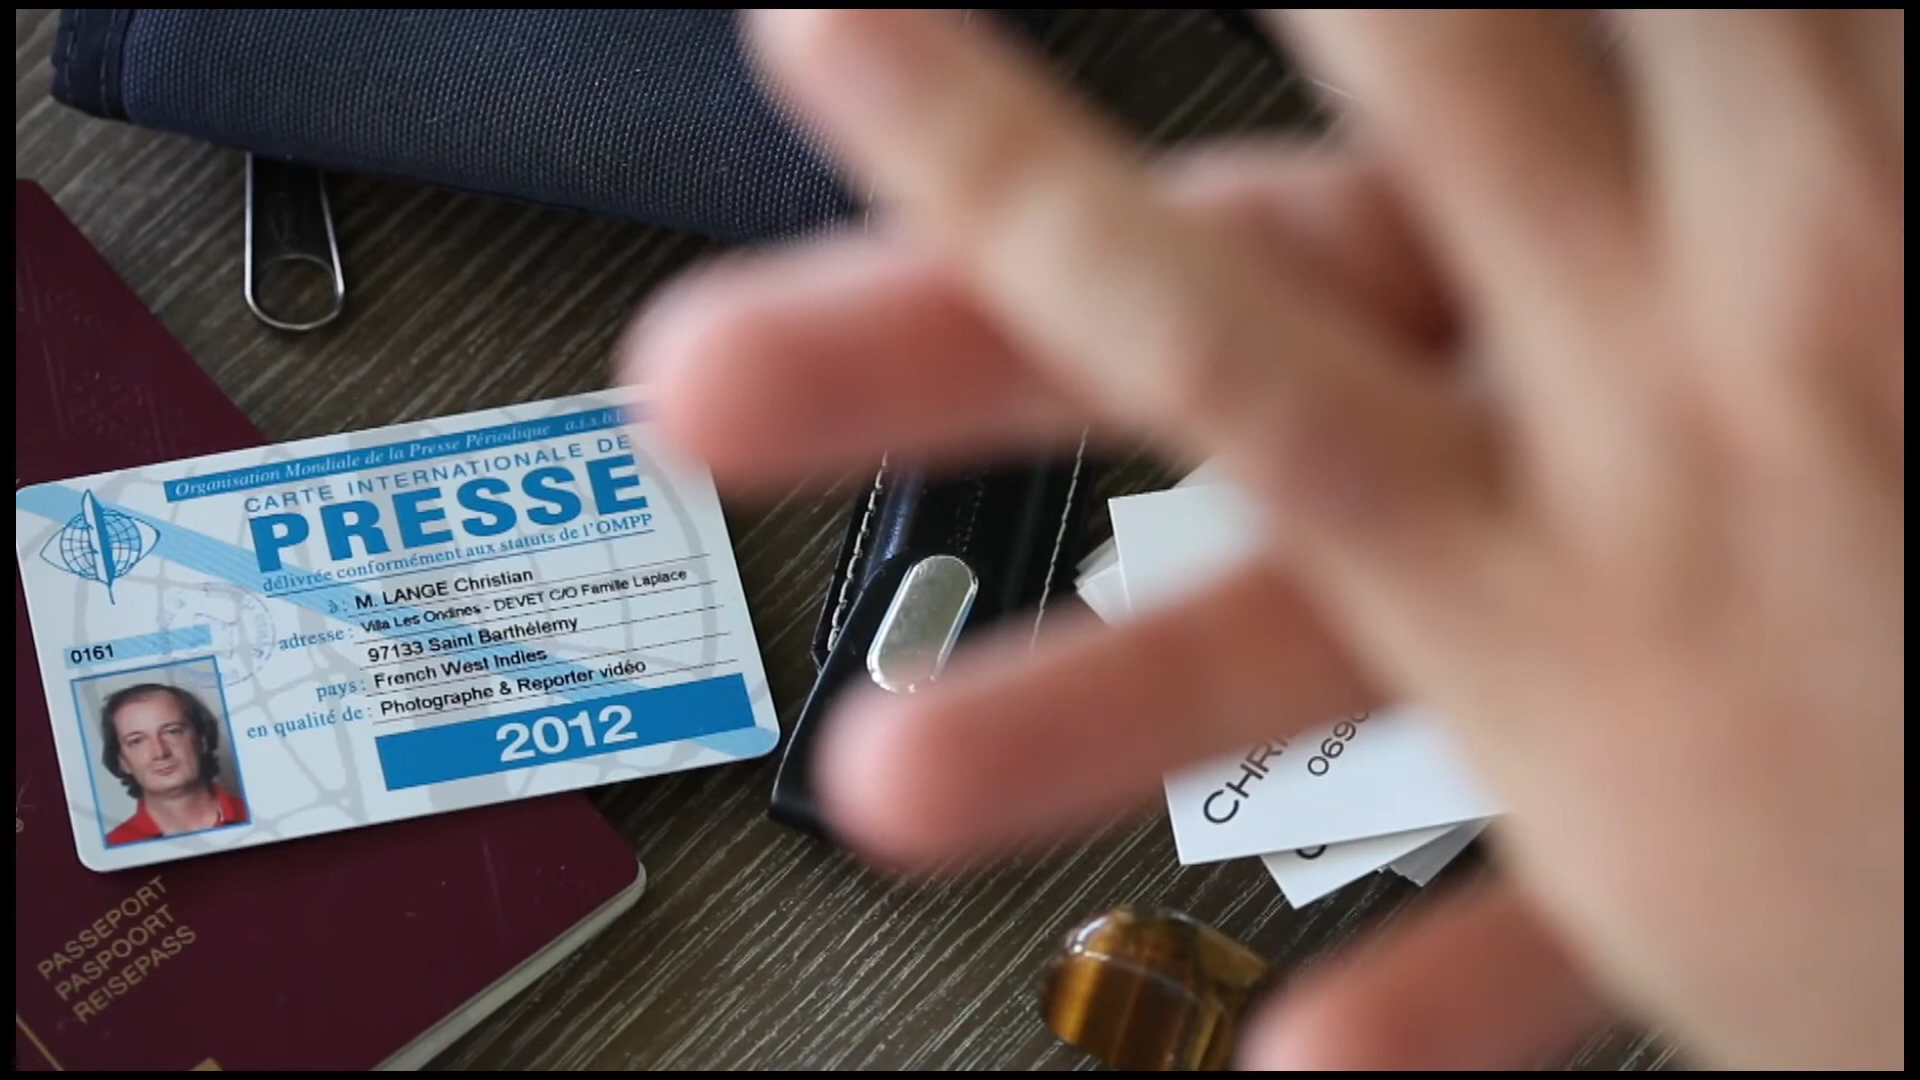 Organisation Mondiale de la Presse Périodique a.i.s.b.l
CARTE INTERNATIONALE DE
PRESSE
délivrée conformément aux statuts de l'OMPP
à : M. LANGE Christian
adresse : Villa Les Ondines - DEVET C/O Famille Laplace
97133 Saint Barthélemy
pays : French West Indies
en qualité de : Photographe & Reporter vidéo
2012
0161
PASSEPORT
PASPOORT
REISEPASS
CHRI
0690